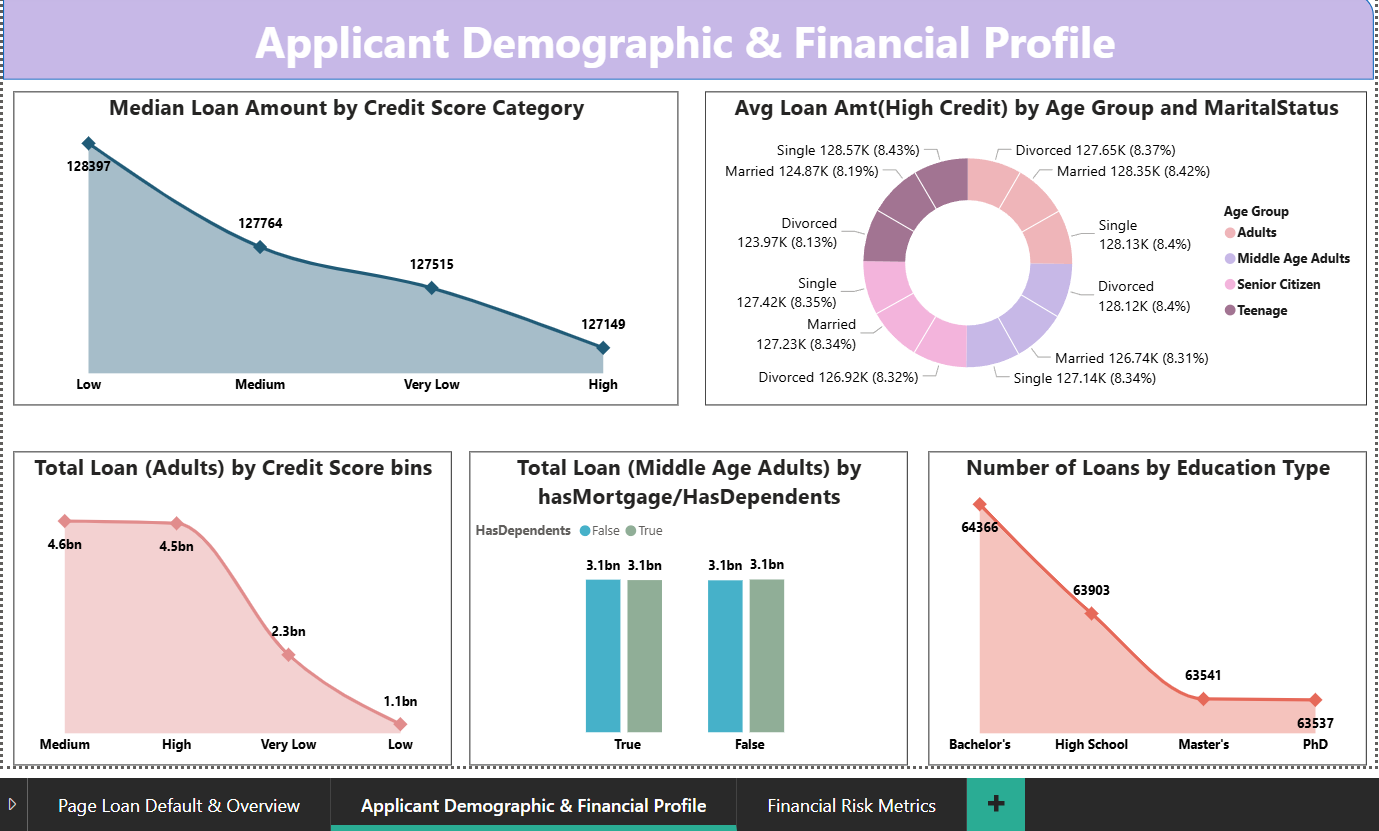 Applicant Demographic & Financial Profile
Median Loan Amount by Credit Score Category
128397
127764
127515
127149
Low
Medium
Very Low
High
Avg Loan Amt(High Credit) by Age Group and MaritalStatus
Single 128.57K (8.43%)
Divorced 127.65K (8.37%)
Married 124.87K (8.19%)
Married 128.35K (8.42%)
Divorced
123.97K (8.13%)
Single
128.13K (8.4%)
Single
127.42K (8.35%)
Divorced
128.12K (8.4%)
Married
127.23K (8.34%)
Married 126.74K (8.31%)
Divorced 126.92K (8.32%)
Single 127.14K (8.34%)
Age Group
Adults
Middle Age Adults
Senior Citizen
Teenage
Total Loan (Adults) by Credit Score bins
4.6bn
4.5bn
2.3bn
1.1bn
Medium
High
Very Low
Low
Total Loan (Middle Age Adults) by
hasMortgage/HasDependents
HasDependents False True
3.1bn 3.1bn 3.1bn 3.1bn
True
False
Number of Loans by Education Type
64366
63903
63541
63537
Bachelor's
High School
Master's
PhD
Page Loan Default & Overview
Applicant Demographic & Financial Profile
Financial Risk Metrics
+